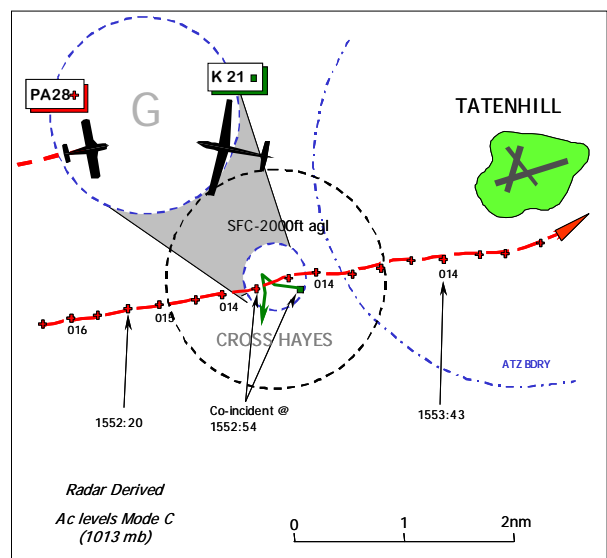 K 21
PA28
G
TATENHILL
SFC-2000ft agl
014
014
014
015
016
CROSS HAYES
ATZ BDRY
Co-incident @
1552:54
1552:20
1553:43
Radar Derived
Ac levels Mode C
(1013 mb)
0 1 2nm